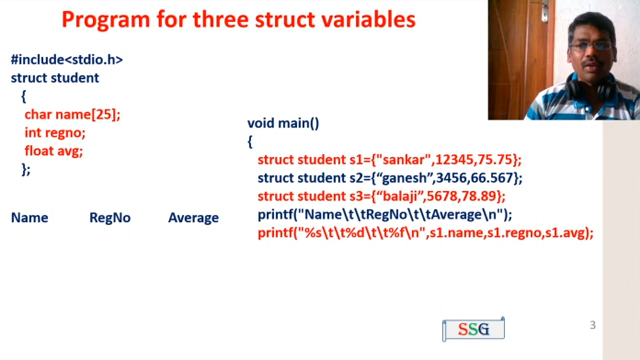 Program for three struct variables
#include<stdio.h>
struct student
{
char name[25];
int regno;
float avg;
};
Name RegNo Average
void main()
{
struct student s1={"sankar",12345,75.75};
struct student s2={“ganesh”,3456,66.567};
struct student s3={“balaji”,5678,78.89};
printf("Name\t\tRegNo\t\tAverage\n");
printf("%s\t\t%d\t\t%f\n",s1.name,s1.regno,s1.avg);
SSG
3